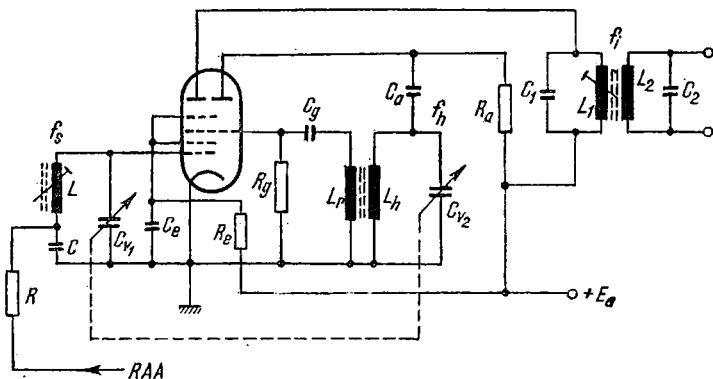 f_i
C_1
L_1
L_2
C_2
C_a
R_a
f_h
C_g
f_s
L
C_v1
C
C_e
R_e
R_g
L_r
L_h
C_v2
R
+E_a
RAA